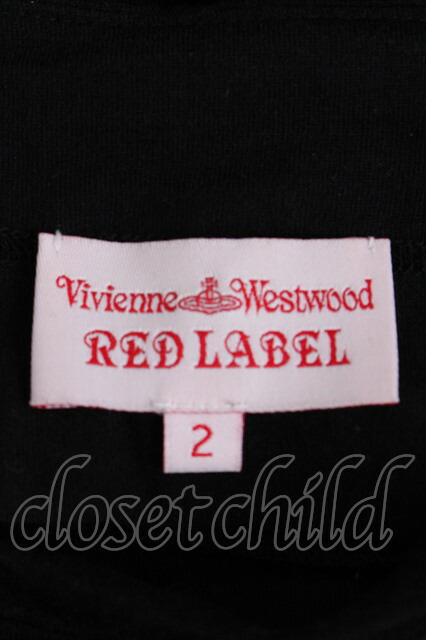 Vivienne Westwood
RED LABEL
2
closetchild